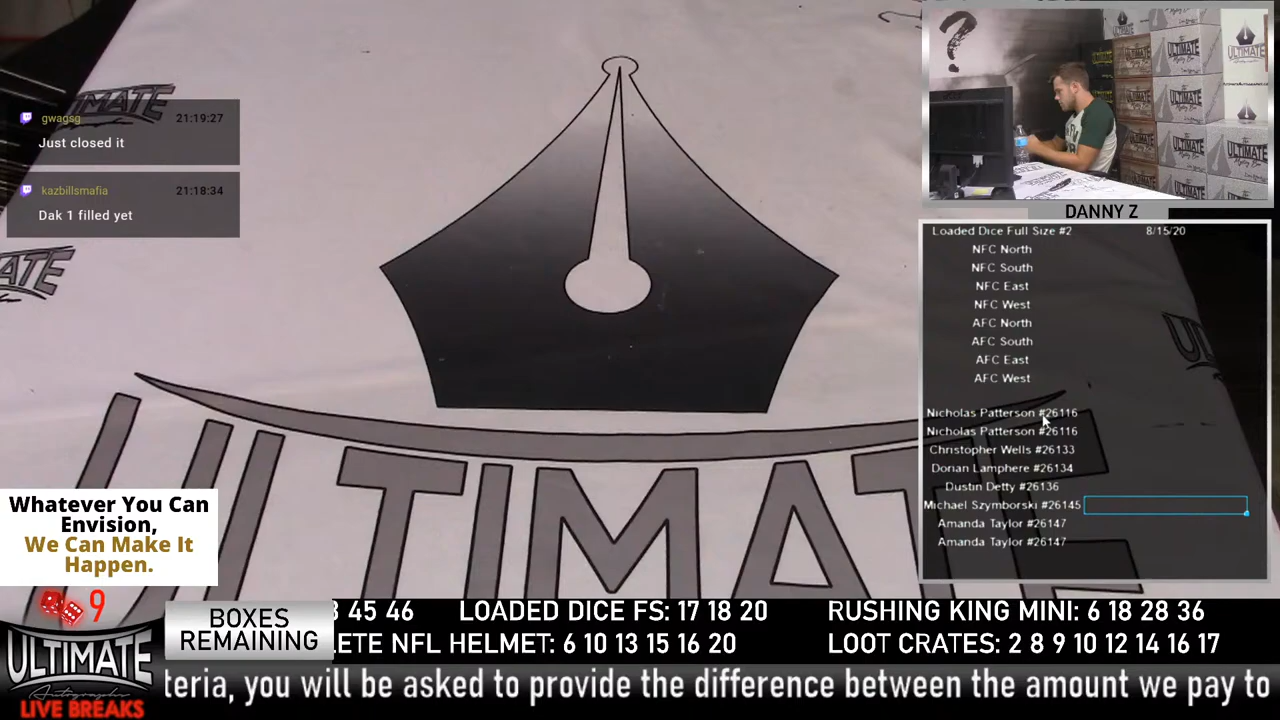 gwagsg 21:19:27
Just closed it
kazbillsmafia 21:18:34
Dak 1 filled yet
ATE
ULTIMATE
ULTIMATE
DANNY Z
Loaded Dice Full Size #2 8/15/20
NFC North
NFC South
NFC East
NFC West
AFC North
AFC South
AFC East
AFC West
Nicholas Patterson #26116
Nicholas Patterson #26116
Christopher Wells #26133
Dorian Lamphere #26134
Dustin Detty #26136
Michael Szymborski #26145
Amanda Taylor #26147
Amanda Taylor #26147
Whatever You Can
Envision,
We Can Make It
Happen.
9
BOXES
REMAINING
45 46 LOADED DICE FS: 17 18 20 RUSHING KING MINI: 6 18 28 36
ETE NFL HELMET: 6 10 13 15 16 20 LOOT CRATES: 2 8 9 10 12 14 16 17
ULTIMATE
Autographs
LIVE BREAKS
teria, you will be asked to provide the difference between the amount we pay to